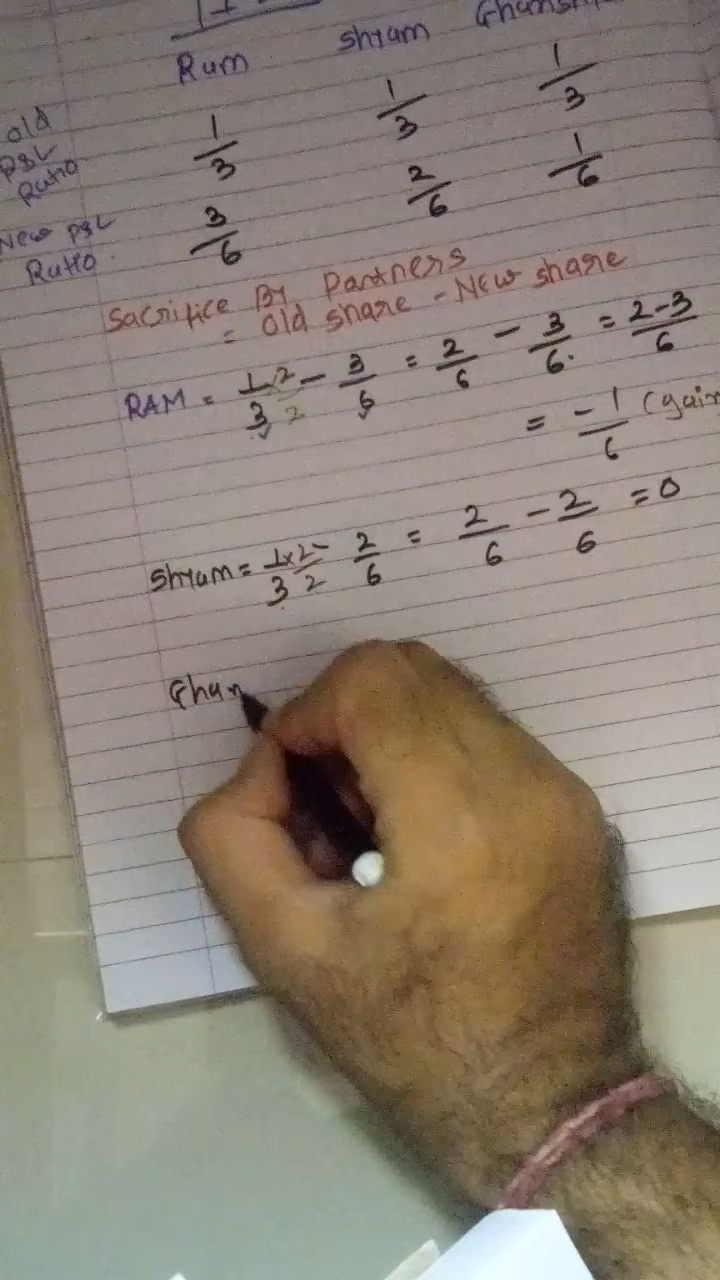 Ram Shyam
Old 1/3 1/3 1/3
P&L
Ratio
New P&L 3/6 2/6 1/6
Ratio
Sacrifice By Partners
= Old share - New share
RAM = 1/3 × 2/2 - 3/6 = 2/6 - 3/6 = 2-3/6
= -1/6 (gain
Shyam = 1/3 × 2/2 - 2/6 = 2/6 - 2/6 = 0
Ghan